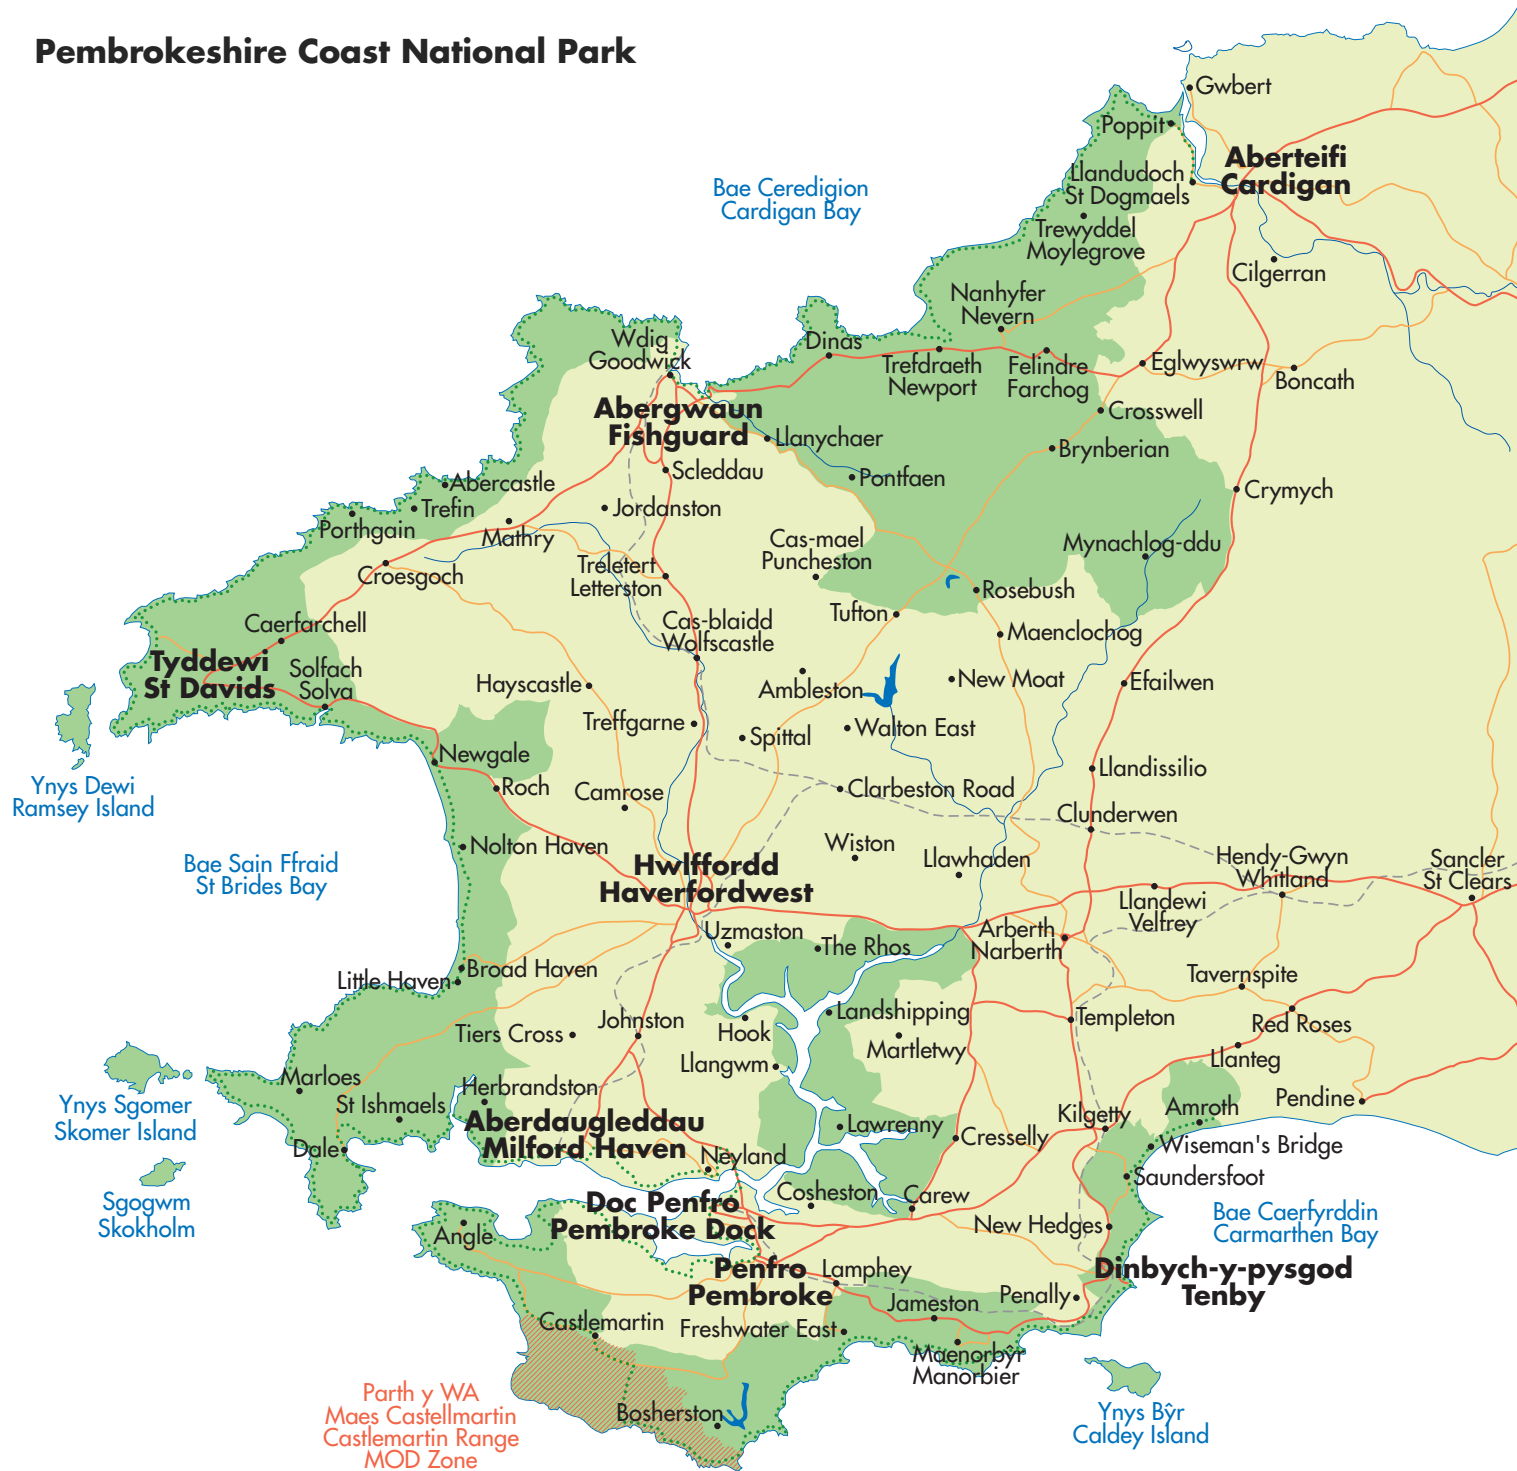 Pembrokeshire Coast National Park
Gwbert
Poppit
Aberteifi
Cardigan
Llandudoch
St Dogmaels
Bae Ceredigion
Cardigan Bay
Trewyddel
Moylegrove
Cilgerran
Nanhyfer
Nevern
Wdig
Goodwick
Dinas
Trefdraeth
Newport
Felindre
Farchog
Eglwyswrw
Boncath
Abergwaun
Fishguard
Crosswell
Llanychaer
Brynberian
Scleddau
Pontfaen
Abercastle
Crymych
Trefin
Jordanston
Porthgain
Mathry
Cas-mael
Puncheston
Mynachlog-ddu
Croesgoch
Treletert
Letterston
Rosebush
Tufton
Caerfarchell
Cas-blaidd
Wolfscastle
Maenclochog
Tyddewi
St Davids
Solfach
Solva
Hayscastle
Ambleston
New Moat
Efailwen
Treffgarne
Spittal
Walton East
Newgale
Llandissilio
Ynys Dewi
Ramsey Island
Roch
Camrose
Clarbeston Road
Clunderwen
Nolton Haven
Wiston
Llawhaden
Hendy-Gwyn
Whitland
Sancler
St Clears
Bae Sain Ffraid
St Brides Bay
Hwlffordd
Haverfordwest
Llandewi
Velfrey
Uzmaston
The Rhos
Arberth
Narberth
Broad Haven
Little Haven
Tavernspite
Landshipping
Templeton
Tiers Cross
Johnston
Hook
Red Roses
Martletwy
Llanteg
Llangwm
Marloes
Herbrandston
Pendine
Ynys Sgomer
Skomer Island
St Ishmaels
Kilgetty
Amroth
Aberdaugleddau
Milford Haven
Lawrenny
Cresselly
Dale
Wiseman's Bridge
Neyland
Saundersfoot
Sgogwm
Skokholm
Doc Penfro
Pembroke Dock
Cosheston
Carew
Bae Caerfyrddin
Carmarthen Bay
Angle
New Hedges
Penfro
Pembroke
Lamphey
Dinbych-y-pysgod
Tenby
Jameston
Penally
Castlemartin
Freshwater East
Maenorbŷr
Manorbier
Parth y WA
Maes Castellmartin
Castlemartin Range
MOD Zone
Bosherston
Ynys Bŷr
Caldey Island